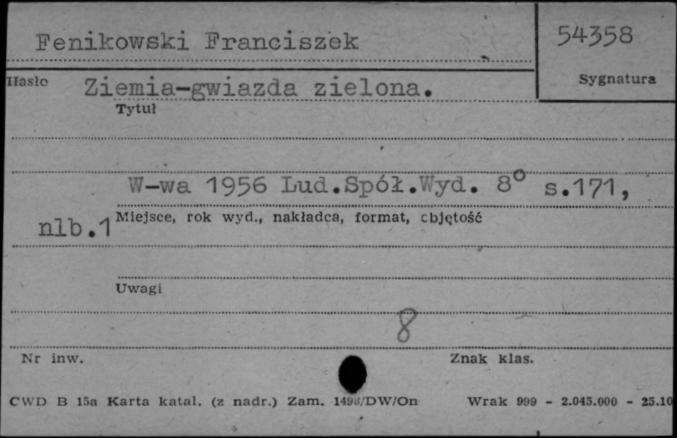 Fenikowski Franciszek
54358
Hasło
Sygnatura
Ziemia-gwiazda zielona.
Tytuł
W-wa 1956 Lud.Spół.Wyd. 8° s.171,
nlb.1
Miejsce, rok wyd., nakładca, format, objętość
Uwagi
8
Nr inw.
Znak klas.
CWD B 15a Karta katal. (z nadr.) Zam. /DW/On
Wrak 999 - 2.045.000 - 25.10